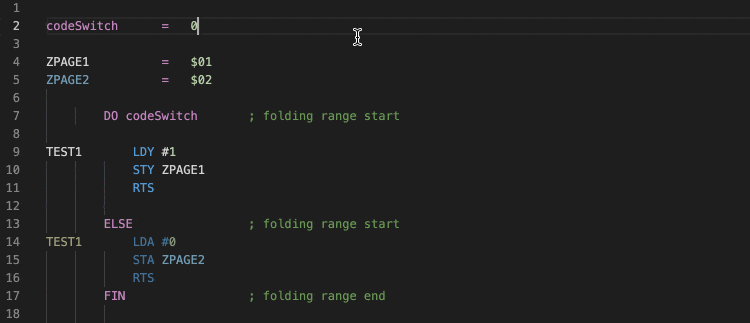 1
2 codeSwitch = 0
3
4 ZPAGE1 = $01
5 ZPAGE2 = $02
6
7 DO codeSwitch ; folding range start
8
9 TEST1 LDY #1
10 STY ZPAGE1
11 RTS
12
13 ELSE ; folding range start
14 TEST1 LDA #0
15 STA ZPAGE2
16 RTS
17 FIN ; folding range end
18